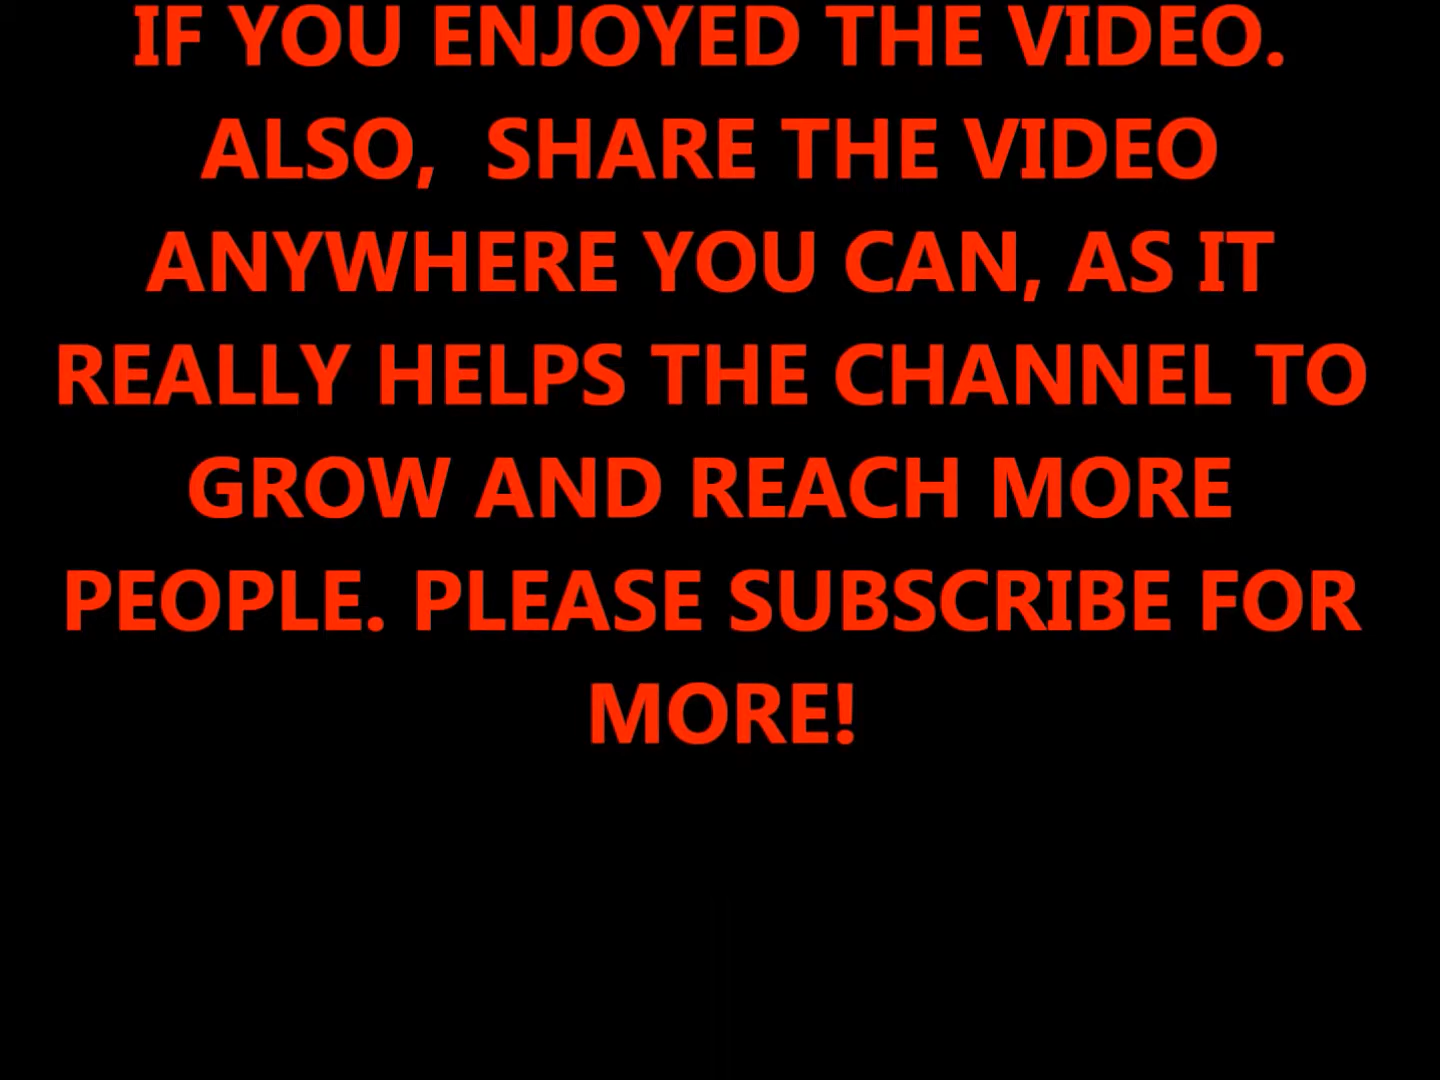 IF YOU ENJOYED THE VIDEO.
ALSO,  SHARE THE VIDEO
ANYWHERE YOU CAN, AS IT
REALLY HELPS THE CHANNEL TO
GROW AND REACH MORE
PEOPLE. PLEASE SUBSCRIBE FOR
MORE!